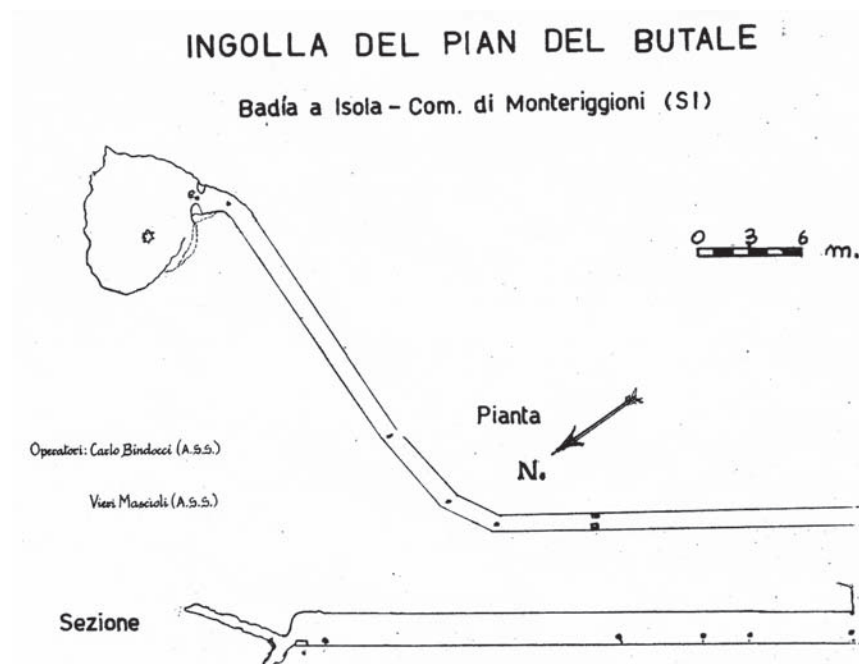 INGOLLA DEL PIAN DEL BUTALE
Badía a Isola - Com. di Monteriggioni (SI)
0 3 6 m.
Pianta
N.
Operatori: Carlo Bindocci (A.S.S.)
Vieri Mascioli (A.S.S.)
Sezione